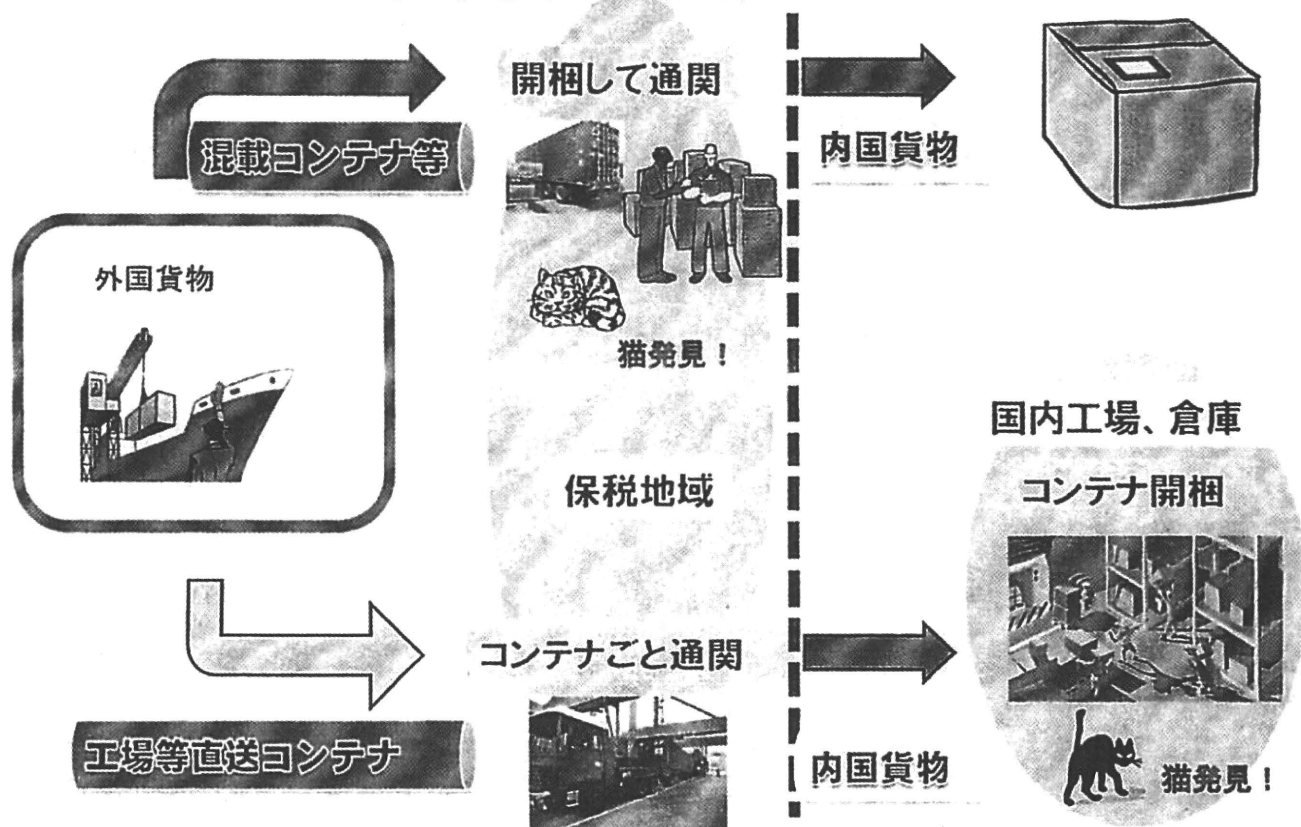 開梱して通関
混載コンテナ等
内国貨物
外国貨物
猫発見！
保税地域
国内工場、倉庫
コンテナ開梱
コンテナごと通関
工場等直送コンテナ
内国貨物
猫発見！